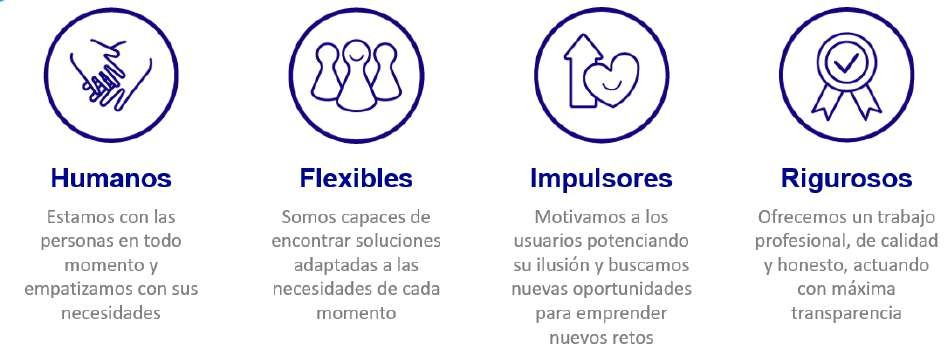 Humanos
Estamos con las
personas en todo
momento y
empatizamos con sus
necesidades
Flexibles
Somos capaces de
encontrar soluciones
adaptadas a las
necesidades de cada
momento
Impulsores
Motivamos a los
usuarios potenciando
su ilusión y buscamos
nuevas oportunidades
para emprender
nuevos retos
Rigurosos
Ofrecemos un trabajo
profesional, de calidad
y honesto, actuando
con máxima
transparencia